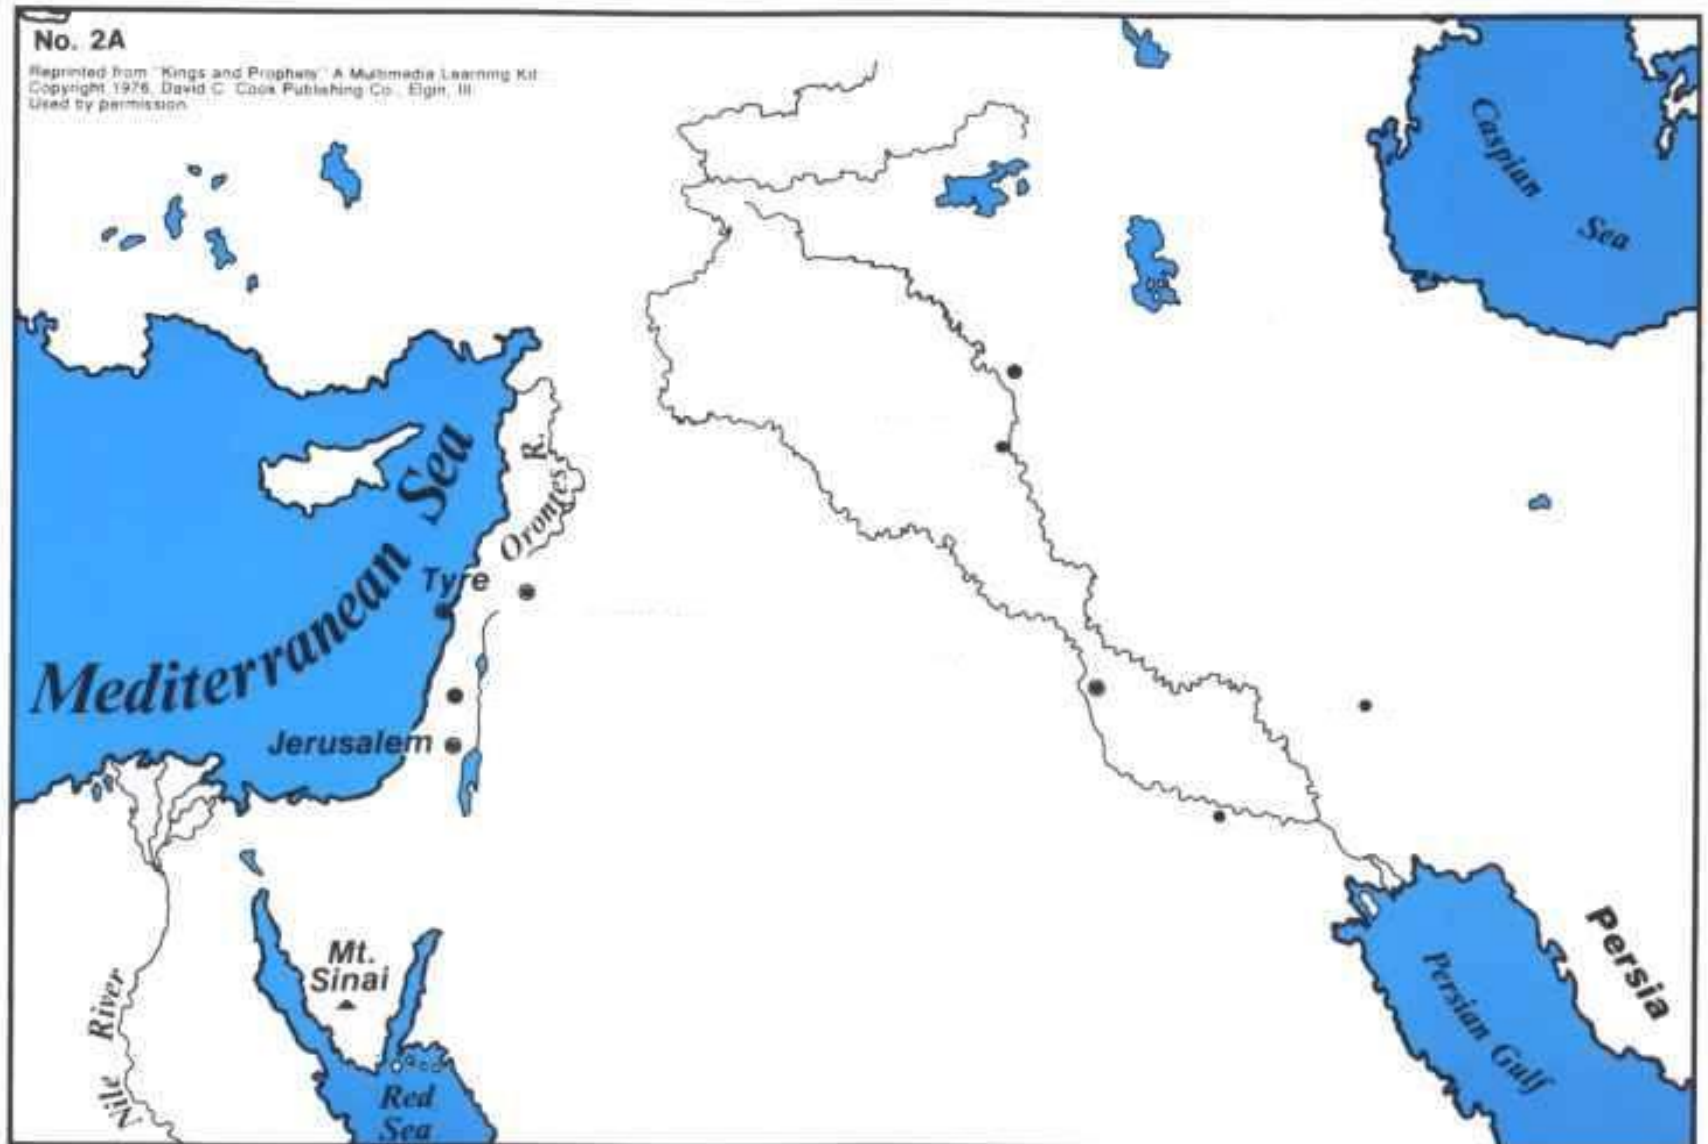 No. 2A
Reprinted from "Kings and Prophets" A Multimedia Learning Kit
Copyright 1976, David C. Cook Publishing Co., Elgin, Ill.
Used by permission.
Caspian
Sea
Mediterranean Sea
Orontes R.
Tyre
Jerusalem
Mt.
Sinai
Nile River
Red
Sea
Persian Gulf
Persia